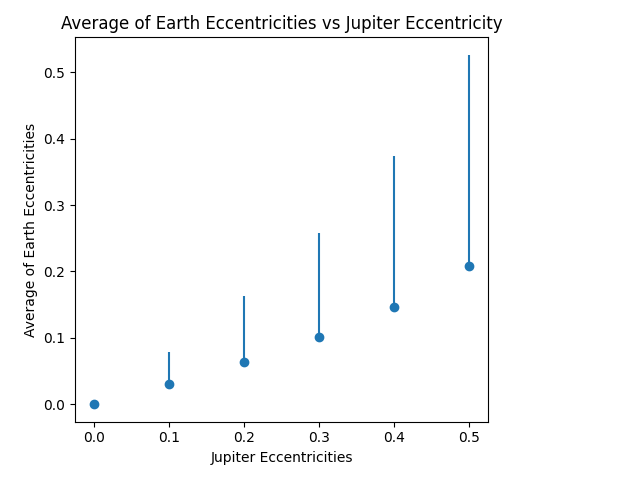 Average of Earth Eccentricities vs Jupiter Eccentricity
0.5
0.4
0.3
0.2
0.1
0.0
Average of Earth Eccentricities
0.0 0.1 0.2 0.3 0.4 0.5
Jupiter Eccentricities